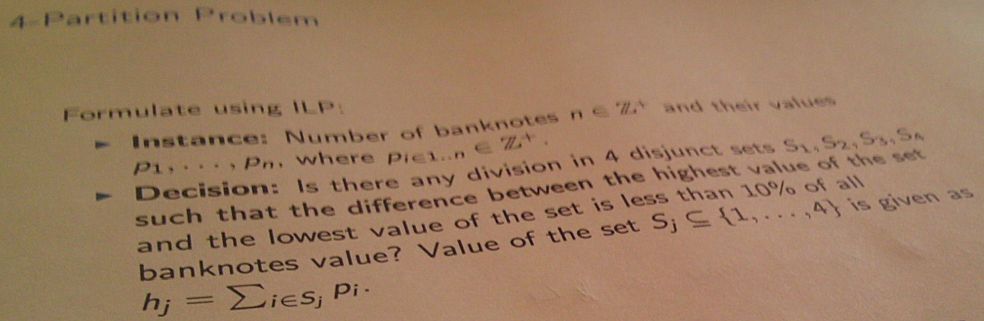 4-Partition Problem
Formulate using ILP:
► Instance: Number of banknotes n ∈ ℤ⁺ and their values
p₁, . . . , pₙ, where pᵢ∈₁..ₙ ∈ ℤ⁺.
► Decision: Is there any division in 4 disjunct sets S₁, S₂, S₃, S₄
such that the difference between the highest value of the set
and the lowest value of the set is less than 10% of all
banknotes value? Value of the set Sⱼ ⊆ {1, . . . , 4} is given as
hⱼ = ∑ᵢ∈Sⱼ pᵢ.